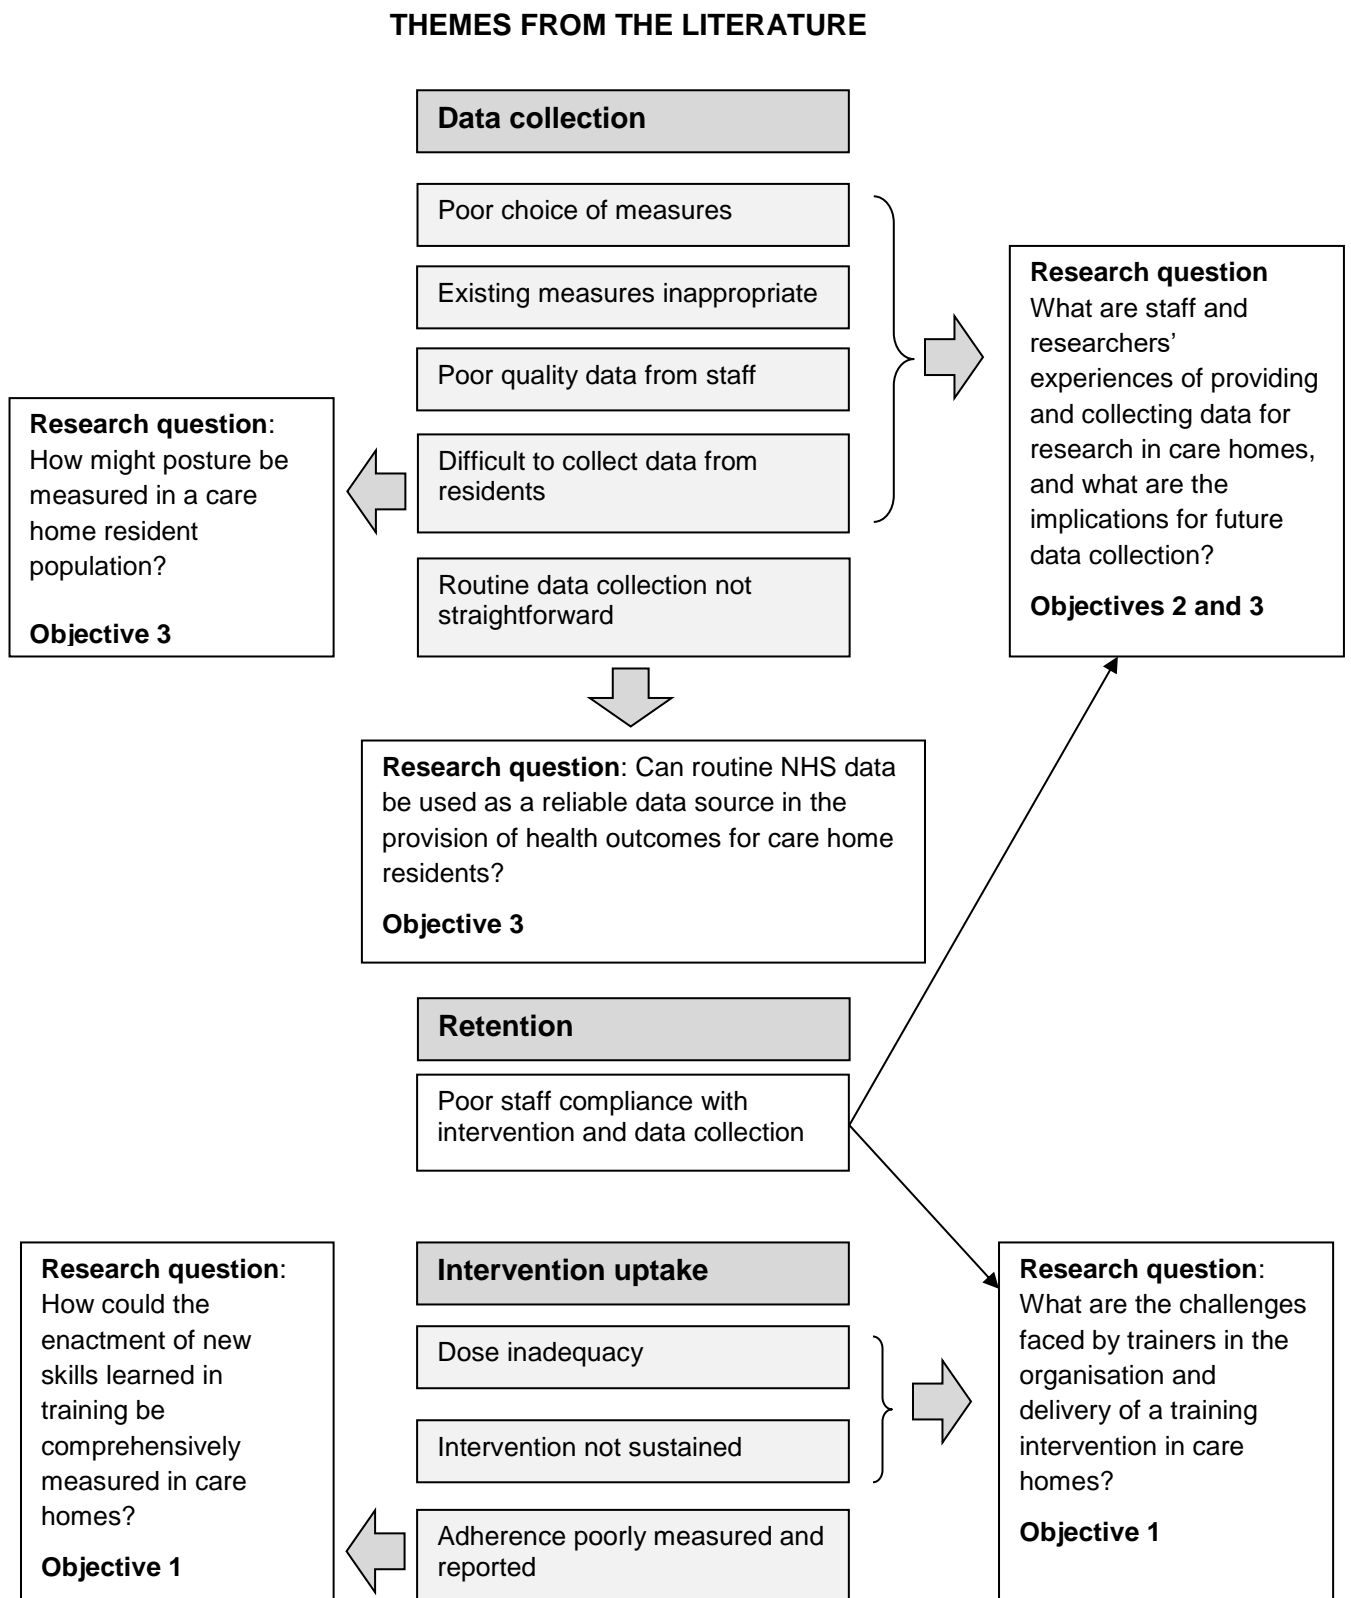 THEMES FROM THE LITERATURE
Data collection
Poor choice of measures
Existing measures inappropriate
Poor quality data from staff
Difficult to collect data from
residents
Routine data collection not
straightforward
Research question:
How might posture be
measured in a care
home resident
population?
Objective 3
Research question
What are staff and
researchers’
experiences of providing
and collecting data for
research in care homes,
and what are the
implications for future
data collection?
Objectives 2 and 3
Research question: Can routine NHS data
be used as a reliable data source in the
provision of health outcomes for care home
residents?
Objective 3
Retention
Poor staff compliance with
intervention and data collection
Intervention uptake
Dose inadequacy
Intervention not sustained
Adherence poorly measured and
reported
Research question:
How could the
enactment of new
skills learned in
training be
comprehensively
measured in care
homes?
Objective 1
Research question:
What are the challenges
faced by trainers in the
organisation and
delivery of a training
intervention in care
homes?
Objective 1